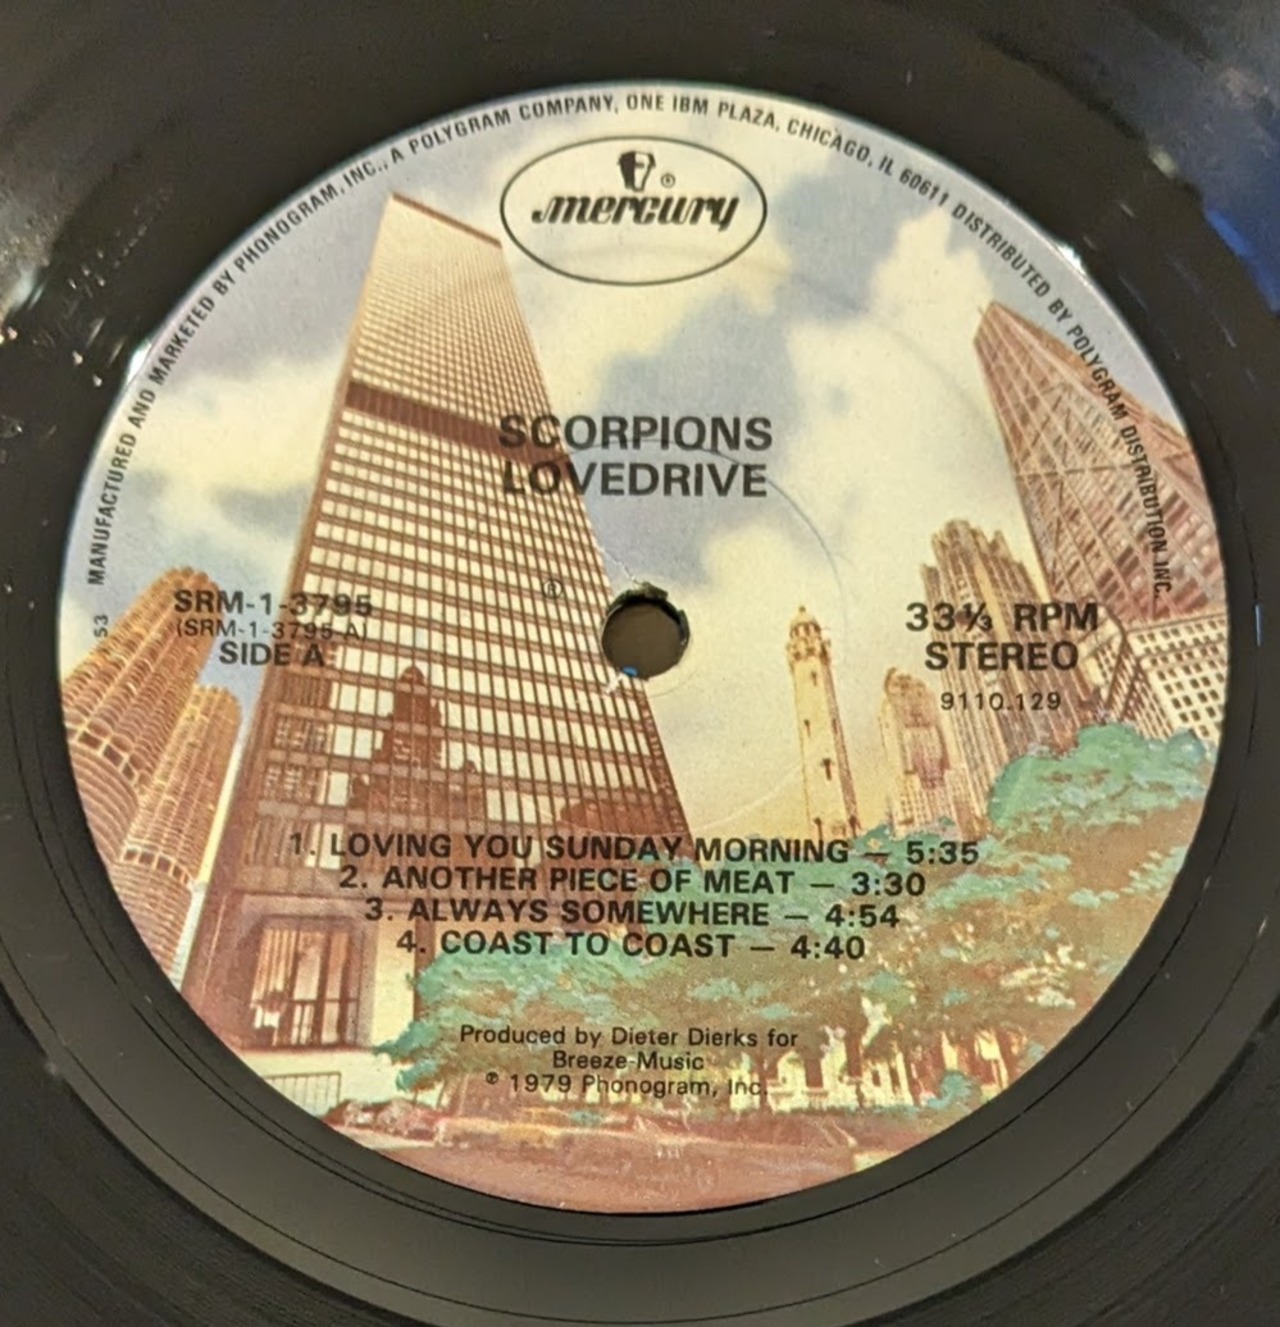 MANUFACTURED AND MARKETED BY PHONOGRAM, INC., A POLYGRAM COMPANY, ONE IBM PLAZA, CHICAGO, IL 60611 DISTRIBUTED BY POLYGRAM DISTRIBUTION, INC.
®
mercury
SCORPIONS
LOVEDRIVE
℗
SRM-1-3795
(SRM-1-3795-A)
SIDE A
53
33⅓ RPM
STEREO
9110.129
1. LOVING YOU SUNDAY MORNING — 5:35
2. ANOTHER PIECE OF MEAT — 3:30
3. ALWAYS SOMEWHERE — 4:54
4. COAST TO COAST — 4:40
Produced by Dieter Dierks for
Breeze-Music
℗ 1979 Phonogram, Inc.